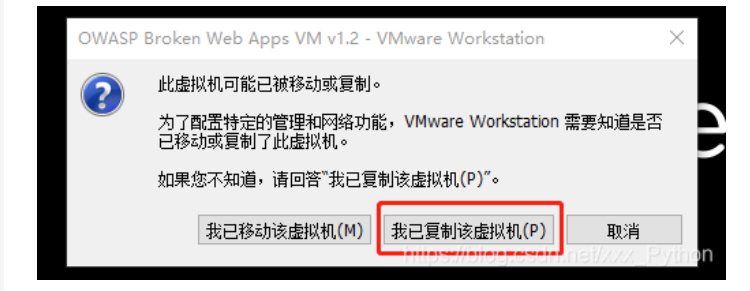 OWASP Broken Web Apps VM v1.2 - VMware Workstation
此虚拟机可能已被移动或复制。
为了配置特定的管理和网络功能，VMware Workstation 需要知道是否
已移动或复制了此虚拟机。
如果您不知道，请回答“我已复制该虚拟机(P)”。
我已移动该虚拟机(M) 我已复制该虚拟机(P) 取消
https://blog.csdn.net/xxx_Python